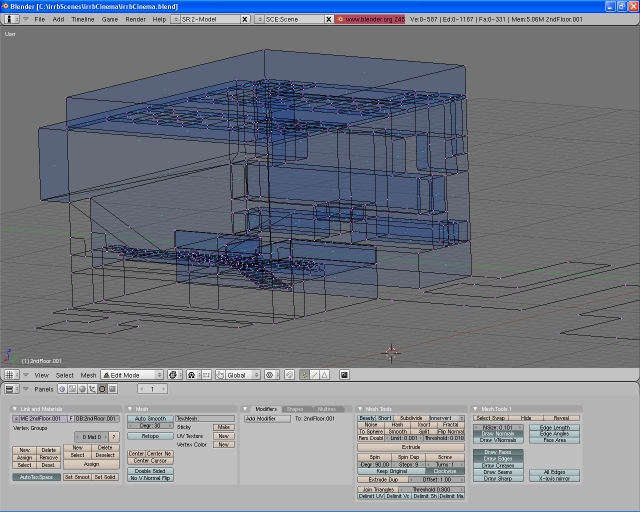 Blender [C:\irrbScenes\irrbCinema\irrbCinema.blend]
File Add Timeline Game Render Help SR:2-Model SCE:Scene www.blender.org 245 Ve:0-587 | Ed:0-1167 | Fa:0-331 | Mem:5.06M 2ndFloor.001
User
(1) 2ndFloor.001
View Select Mesh Edit Mode Global
Panels 1
Link and Materials
ME:2ndFloor.001 F OB:2ndFloor.001
Vertex Groups
0 Mat 0 ?
New Delete New Delete
Assign Remove Select Deselect
Select Desel. Assign
AutoTexSpace Set Smooth Set Solid
Mesh
Auto Smooth TexMesh:
Degr: 30 Sticky Make
Retopo UV Texture New
Vertex Color New
Center Center New
Center Cursor
Double Sided
No V.Normal Flip
Modifiers Shapes Multires
Add Modifier To: 2ndFloor.001
Mesh Tools
Beauty Short Subdivide Innervert
Noise Hash Xsort Fractal
To Sphere Smooth Split Flip Normal
Rem Doubl Limit: 0.001 Threshold: 0.018
Extrude
Spin Spin Dup Screw
Degr: 90.00 Steps: 9 Turns: 1
Keep Original Clockwise
Extrude Dup Offset: 1.00
Join Triangles Threshold 0.800
Delimit UV Delimit Vc Delimit Sh Delimit Ma
Mesh Tools 1
Select Swap Hide Reveal
NSize: 0.101 Edge Length
Draw Normals Edge Angles
Draw VNormals Face Area
Draw Faces
Draw Edges
Draw Creases
Draw Seams All Edges
Draw Sharp X-axis mirror